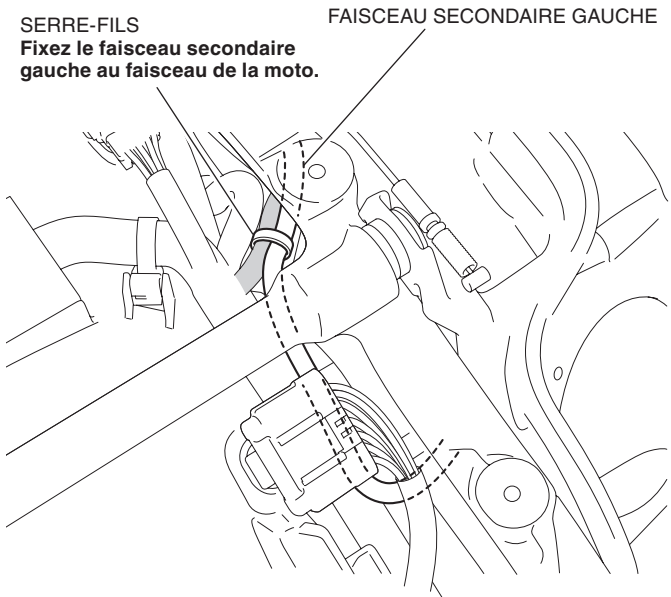 SERRE-FILS
Fixez le faisceau secondaire
gauche au faisceau de la moto.
FAISCEAU SECONDAIRE GAUCHE